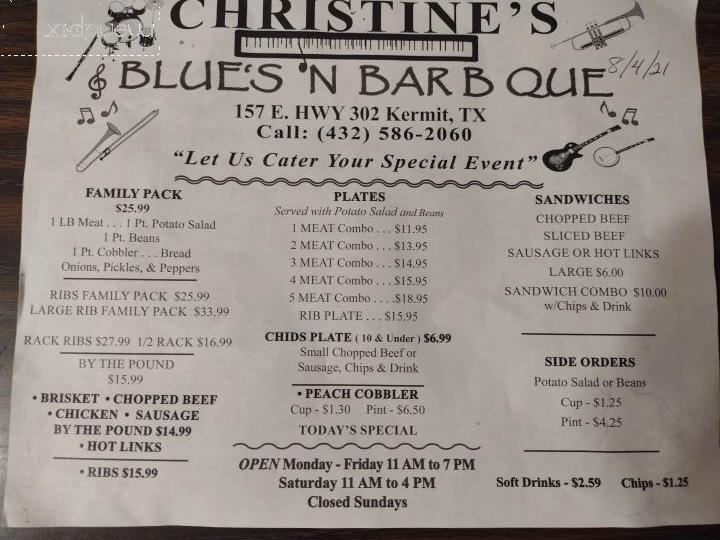 CHRISTINE'S
BLUE'S 'N BAR B QUE
8/4/21
157 E. HWY 302 Kermit, TX
Call: (432) 586-2060
"Let Us Cater Your Special Event"
FAMILY PACK
$25.99
1 LB Meat . . . 1 Pt. Potato Salad
1 Pt. Beans
1 Pt. Cobbler . . . Bread
Onions, Pickles, & Peppers
RIBS FAMILY PACK $25.99
LARGE RIB FAMILY PACK $33.99
RACK RIBS $27.99 1/2 RACK $16.99
BY THE POUND
$15.99
• BRISKET • CHOPPED BEEF
• CHICKEN • SAUSAGE
BY THE POUND $14.99
• HOT LINKS
• RIBS $15.99
PLATES
Served with Potato Salad and Beans
1 MEAT Combo . . . $11.95
2 MEAT Combo . . . $13.95
3 MEAT Combo . . . $14.95
4 MEAT Combo . . . $15.95
5 MEAT Combo . . .$18.95
RIB PLATE . . . $15.95
CHIDS PLATE ( 10 & Under ) $6.99
Small Chopped Beef or
Sausage, Chips & Drink
• PEACH COBBLER
Cup - $1.30 Pint - $6.50
TODAY'S SPECIAL
OPEN Monday - Friday 11 AM to 7 PM
Saturday 11 AM to 4 PM
Closed Sundays
SANDWICHES
CHOPPED BEEF
SLICED BEEF
SAUSAGE OR HOT LINKS
LARGE $6.00
SANDWICH COMBO $10.00
w/Chips & Drink
SIDE ORDERS
Potato Salad or Beans
Cup - $1.25
Pint - $4.25
Soft Drinks - $2.59 Chips - $1.25